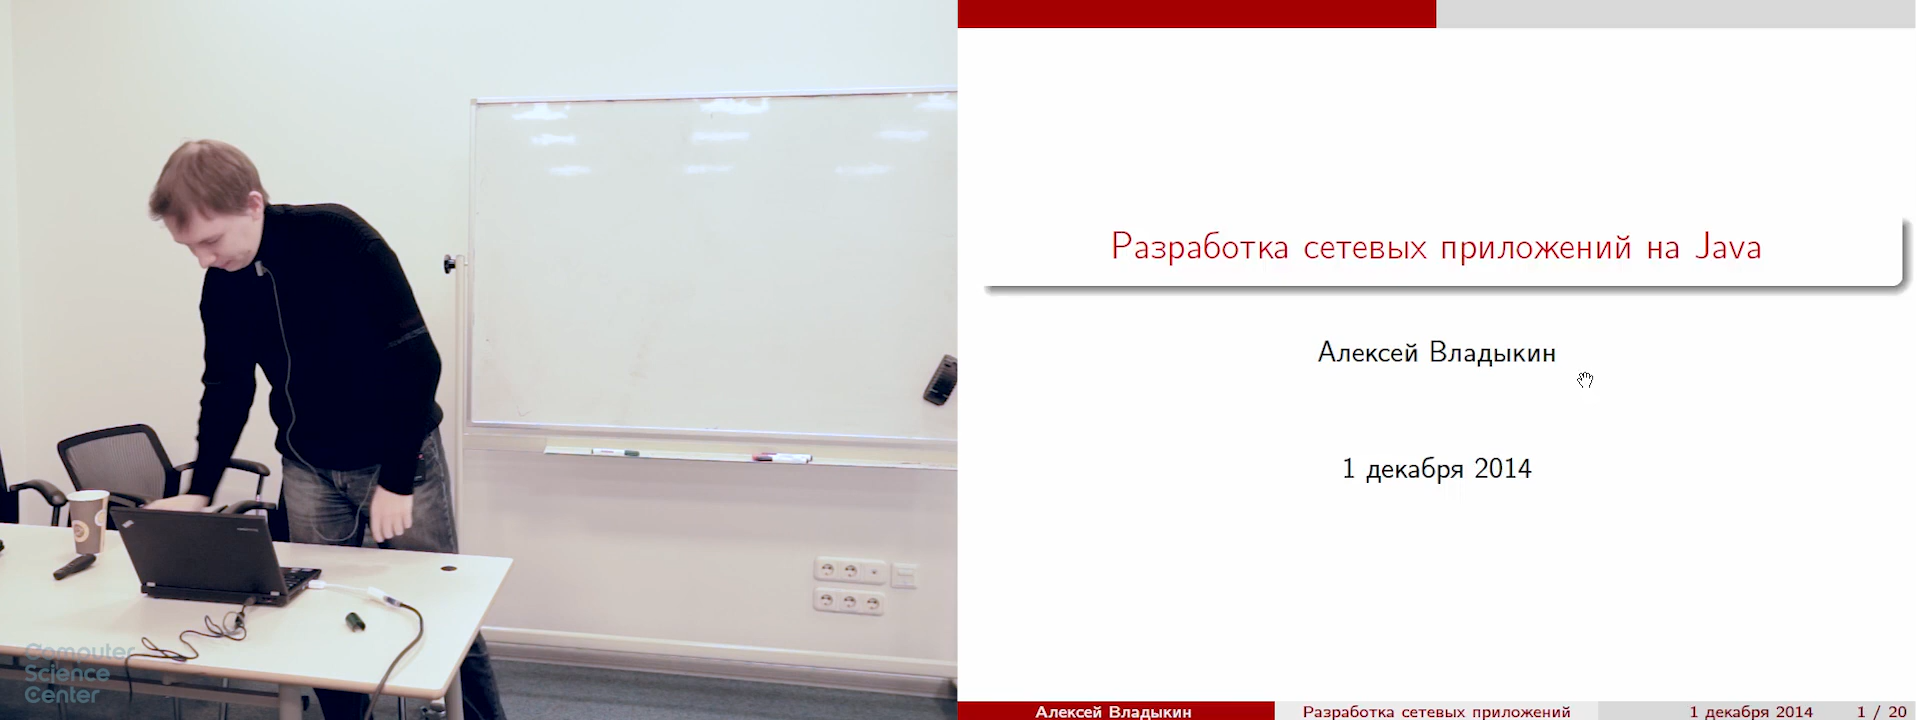 Computer
Science
Center
Разработка сетевых приложений на Java
Алексей Владыкин
1 декабря 2014
Алексей Владыкин
Разработка сетевых приложений
1 декабря 2014
1 / 20